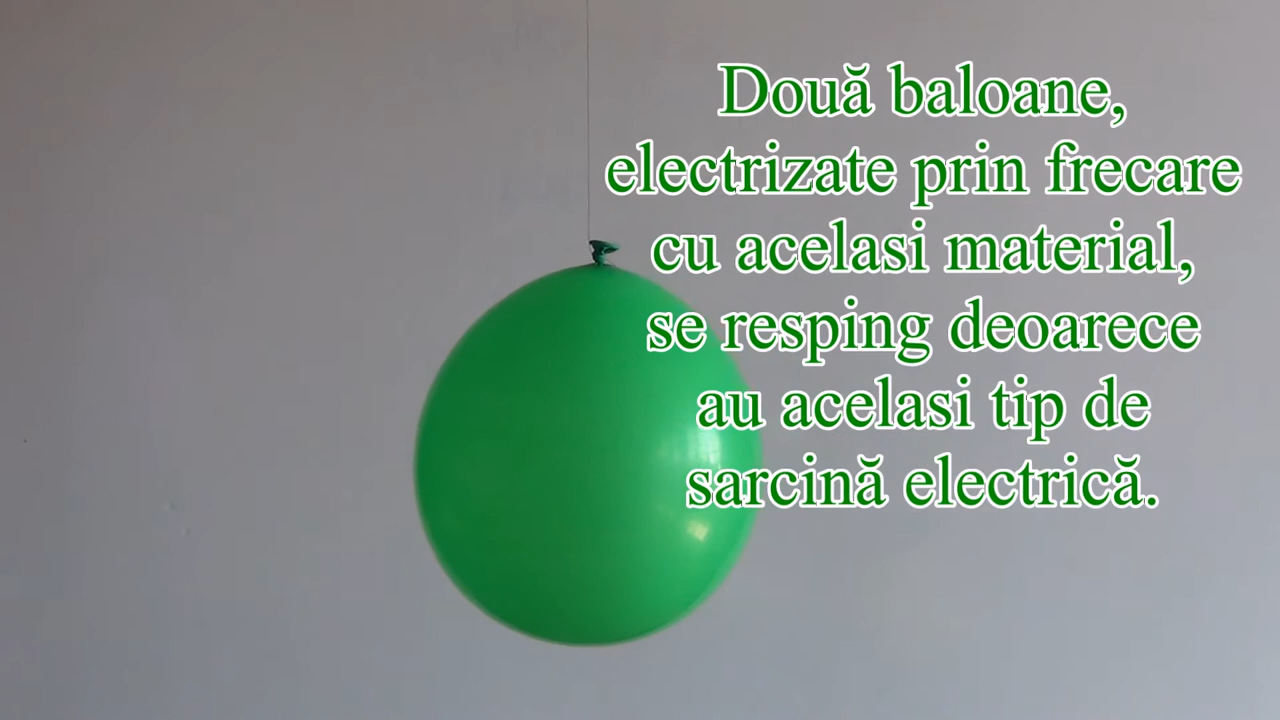 Două baloane,
electrizate prin frecare
cu acelasi material,
se resping deoarece
au acelasi tip de
sarcină electrică.